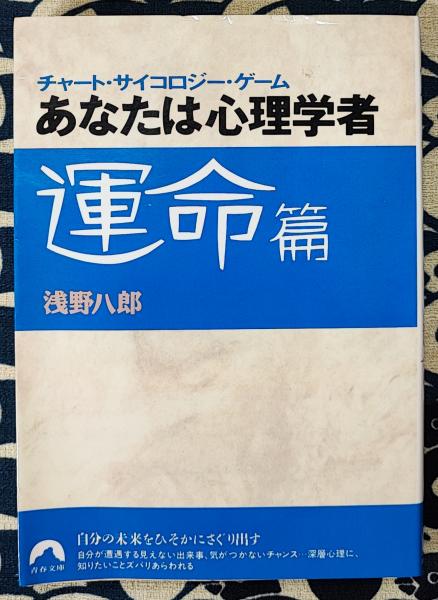 チャート・サイコロジー・ゲーム
あなたは心理学者
運命篇
浅野八郎
自分の未来をひそかにさぐり出す
自分が遭遇する見えない出来事、気がつかないチャンス…深層心理に、
知りたいことズバリあらわれる
青春文庫